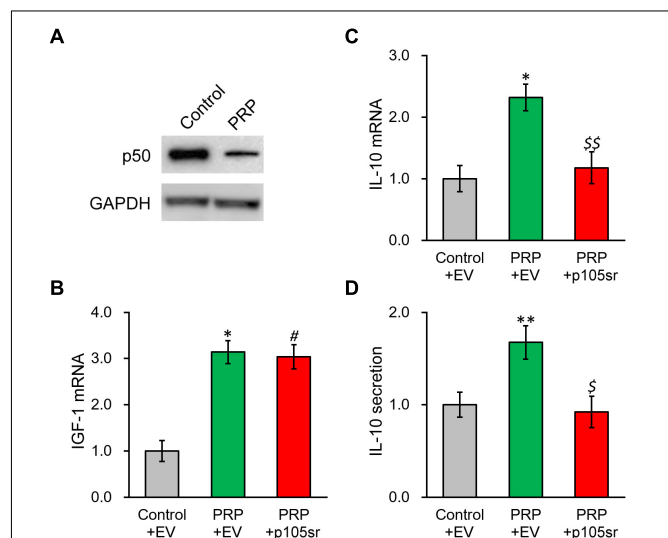 A
Control
PRP
p50
GAPDH
B
IGF-1 mRNA
4.0
3.0
2.0
1.0
0.0
*
#
Control
+EV
PRP
+EV
PRP
+p105sr
C
IL-10 mRNA
3.0
2.0
1.0
0.0
*
$$
Control
+EV
PRP
+EV
PRP
+p105sr
D
IL-10 secretion
2.0
1.0
0.0
**
$
Control
+EV
PRP
+EV
PRP
+p105sr